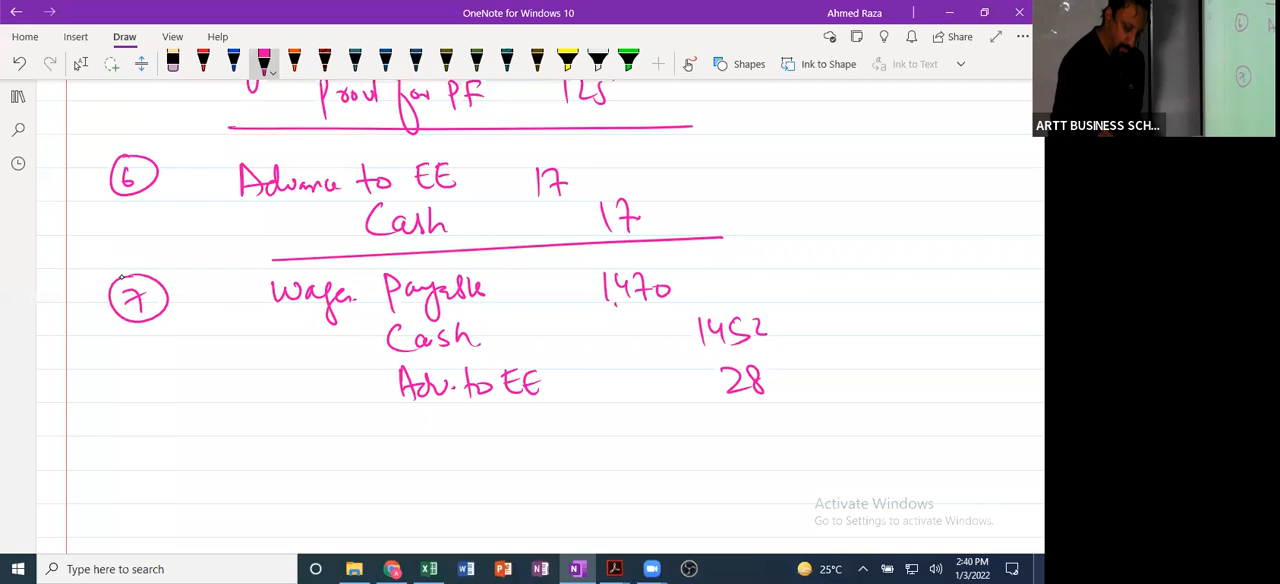 OneNote for Windows 10
Ahmed Raza
Home Insert Draw View Help
Share
Shapes Ink to Shape Ink to Text
ARTT BUSINESS SCH...
Prov for PF 125
6 Advance to EE 17
Cash 17
7 Wages Payable 1470
Cash 1452
Adv. to EE 28
Activate Windows
Go to Settings to activate Windows.
Type here to search
25°C
2:40 PM
1/3/2022